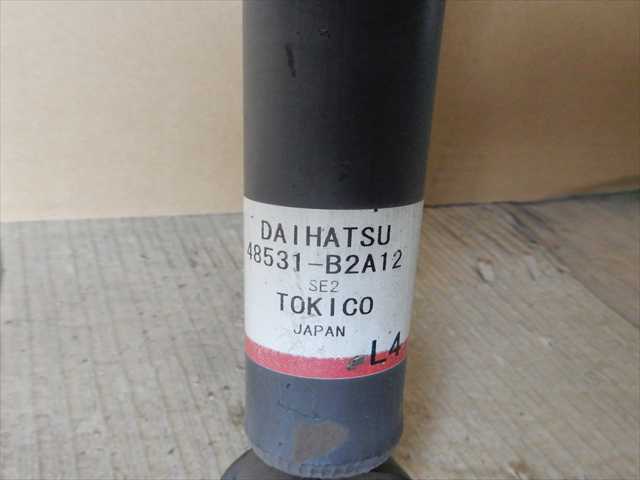 DAIHATSU
48531-B2A12
SE2
TOKICO
JAPAN
L4